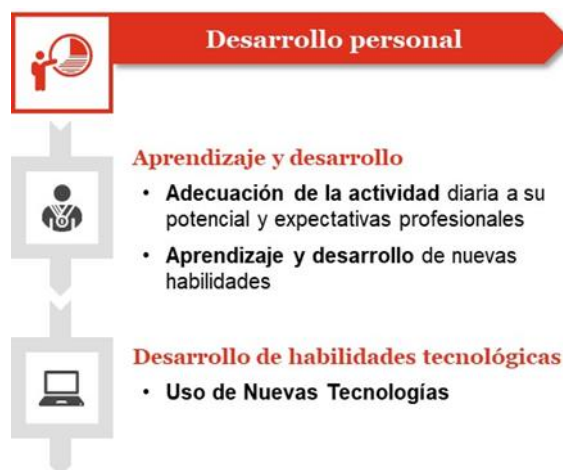 Desarrollo personal
Aprendizaje y desarrollo
• Adecuación de la actividad diaria a su
potencial y expectativas profesionales
• Aprendizaje y desarrollo de nuevas
habilidades
Desarrollo de habilidades tecnológicas
• Uso de Nuevas Tecnologías